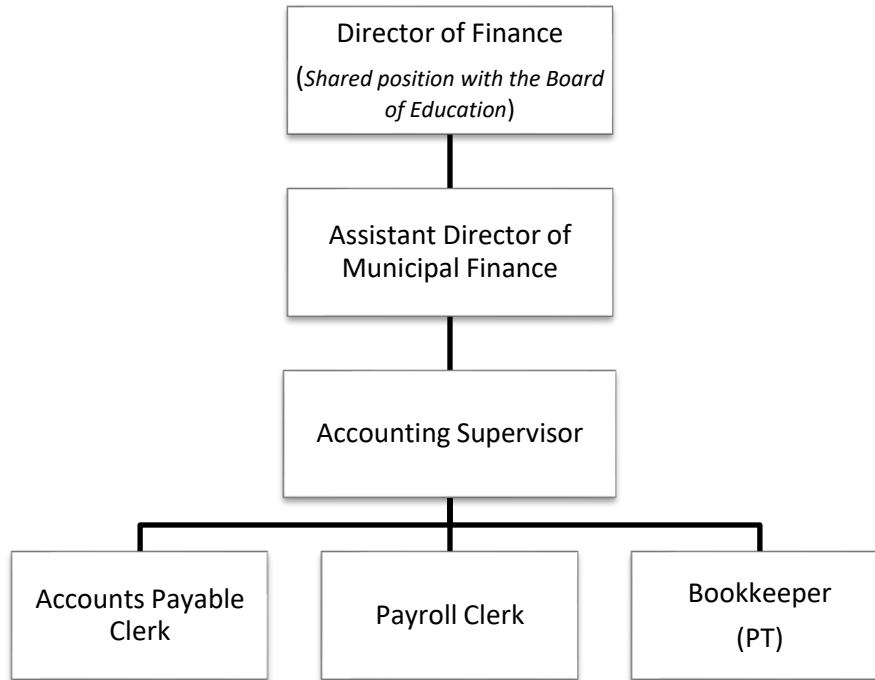 Director of Finance
(Shared position with the Board
of Education)
Assistant Director of
Municipal Finance
Accounting Supervisor
Accounts Payable
Clerk
Payroll Clerk
Bookkeeper
(PT)